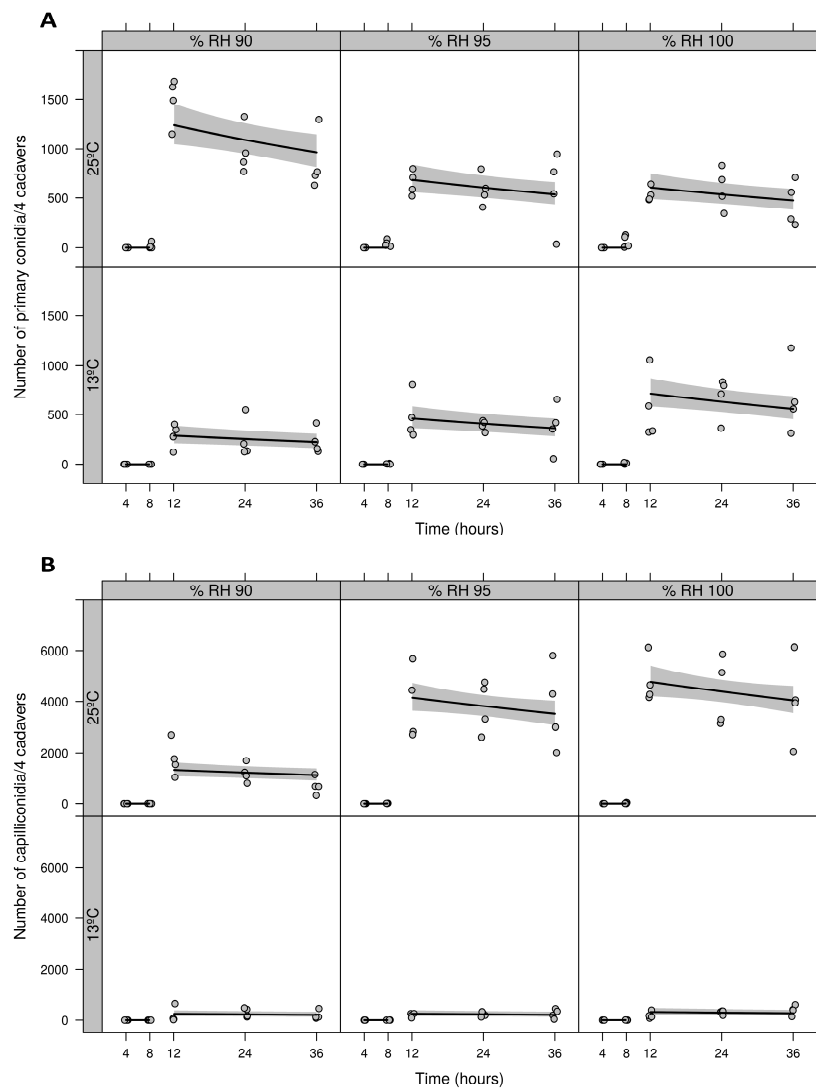 A
% RH 90 % RH 95 % RH 100
Number of primary conidia/4 cadavers
25ºC
1500
1000
500
0
13ºC
1500
1000
500
0
4 8 12 24 36 4 8 12 24 36 4 8 12 24 36
Time (hours)
B
% RH 90 % RH 95 % RH 100
Number of capilliconidia/4 cadavers
25ºC
6000
4000
2000
0
13ºC
6000
4000
2000
0
4 8 12 24 36 4 8 12 24 36 4 8 12 24 36
Time (hours)